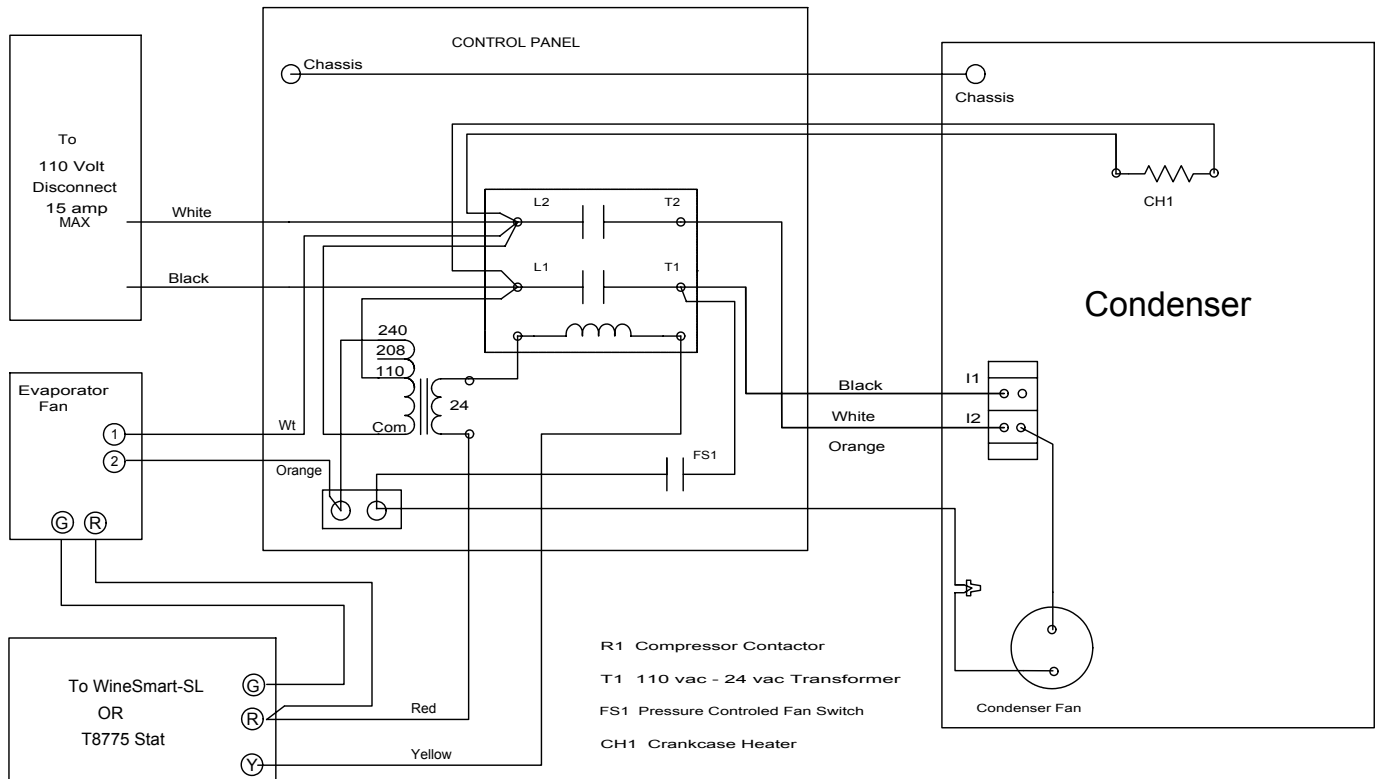 CONTROL PANEL
Chassis
Chassis
To
110 Volt
Disconnect
15 amp
MAX
White
Black
L2
T2
L1
T1
CH1
Condenser
240
208
110
24
Com
Evaporator
Fan
1
2
Wt
Orange
G
R
FS1
Black
White
Orange
I1
I2
To WineSmart-SL
OR
T8775 Stat
G
R
Y
Red
Yellow
R1 Compressor Contactor
T1 110 vac - 24 vac Transformer
FS1 Pressure Controled Fan Switch
CH1 Crankcase Heater
Condenser Fan